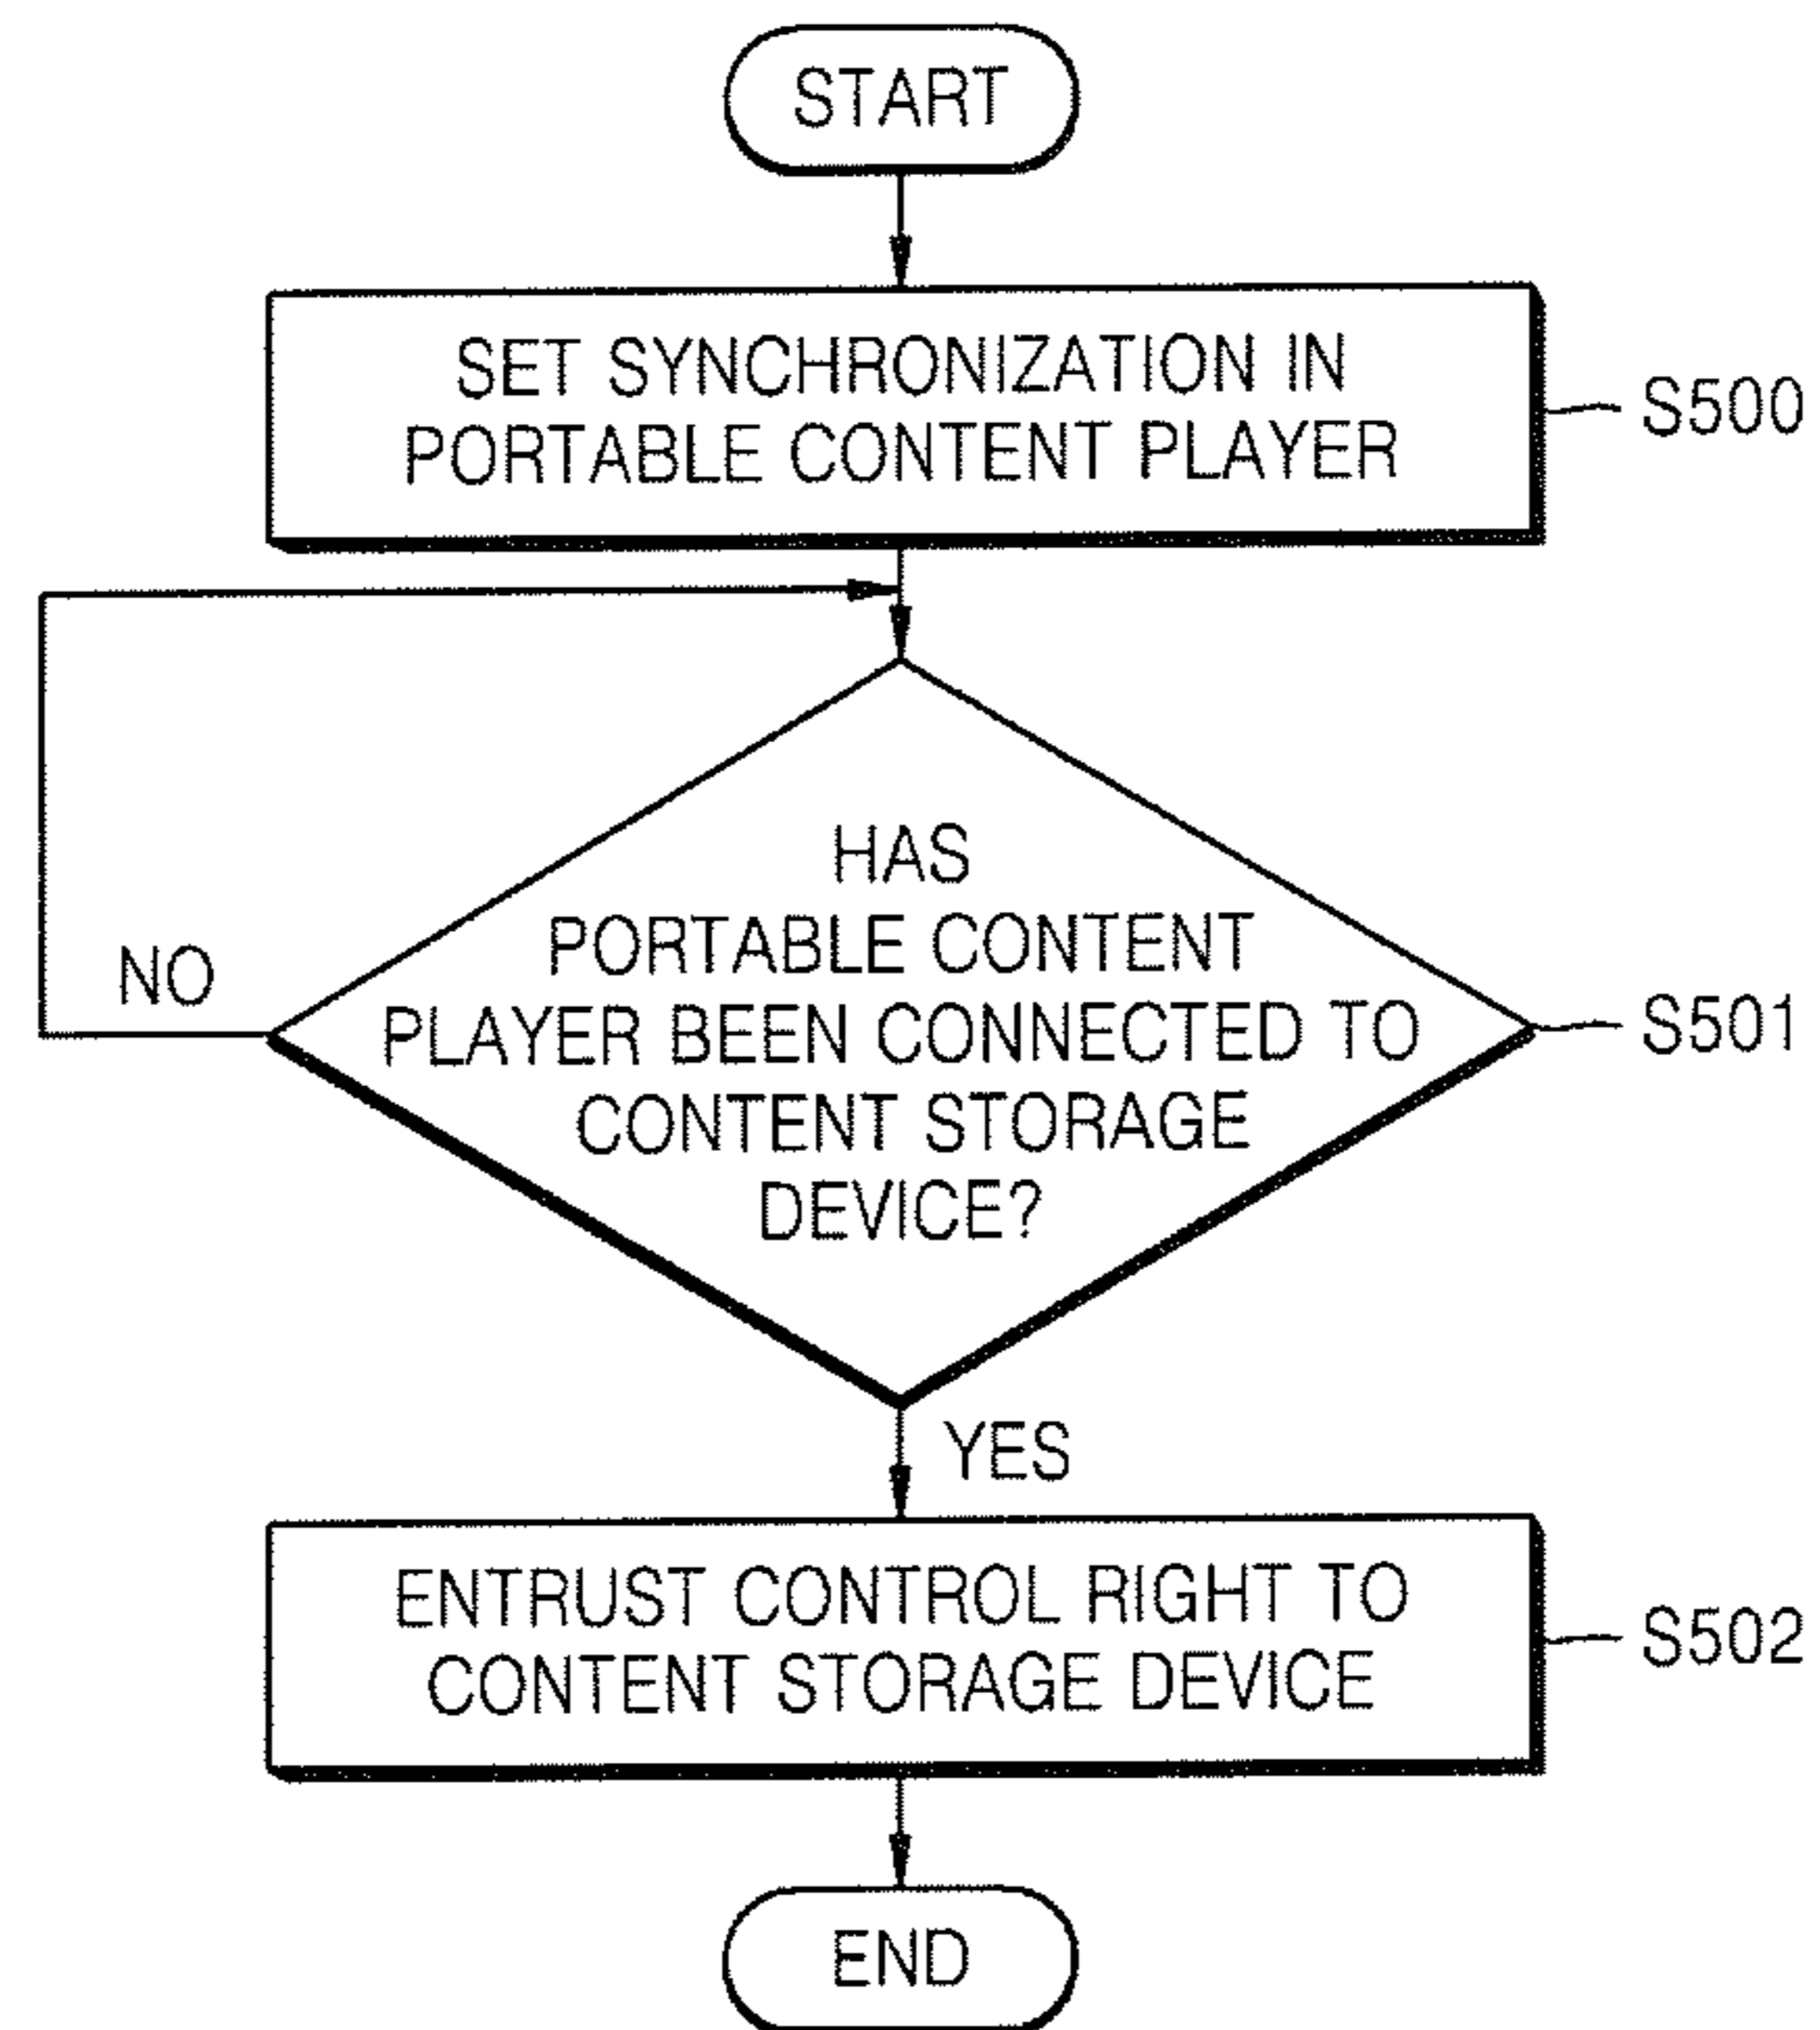 START
SET SYNCHRONIZATION IN
PORTABLE CONTENT PLAYER
S500
HAS
PORTABLE CONTENT
PLAYER BEEN CONNECTED TO
CONTENT STORAGE
DEVICE?
S501
NO
YES
ENTRUST CONTROL RIGHT TO
CONTENT STORAGE DEVICE
S502
END